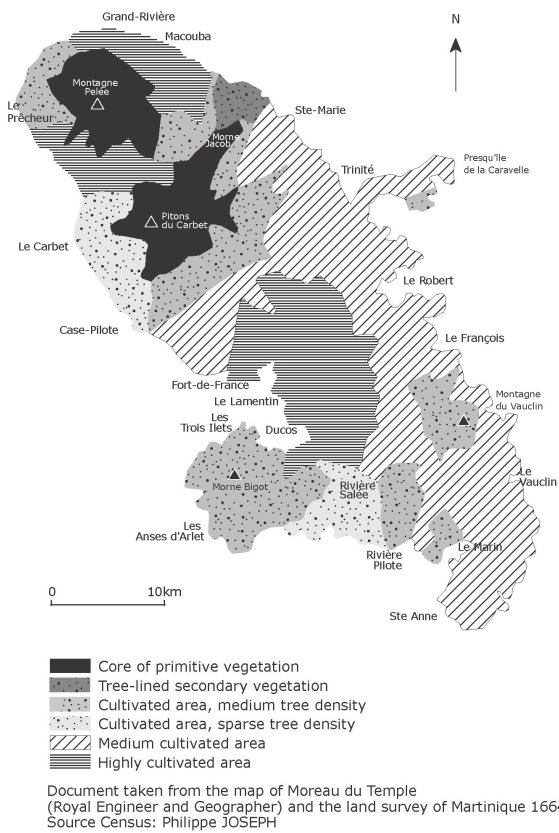 Grand-Rivière
N
Macouba
Montagne
Pelée
Le
Prêcheur
Ste-Marie
Morne
Jacob
Trinité
Presqu'île
de la Caravelle
Pitons
du Carbet
Le Carbet
Le Robert
Case-Pilote
Le François
Fort-de-France
Montagne
du Vauclin
Le Lamentin
Les
Trois Ilets
Ducos
Le
Vauclin
Morne Bigot
Rivière
Salée
Les
Anses d'Arlet
Le Marin
Rivière
Pilote
0 10km
Ste Anne
Core of primitive vegetation
Tree-lined secondary vegetation
Cultivated area, medium tree density
Cultivated area, sparse tree density
Medium cultivated area
Highly cultivated area
Document taken from the map of Moreau du Temple
(Royal Engineer and Geographer) and the land survey of Martinique
Source Census: Philippe JOSEPH